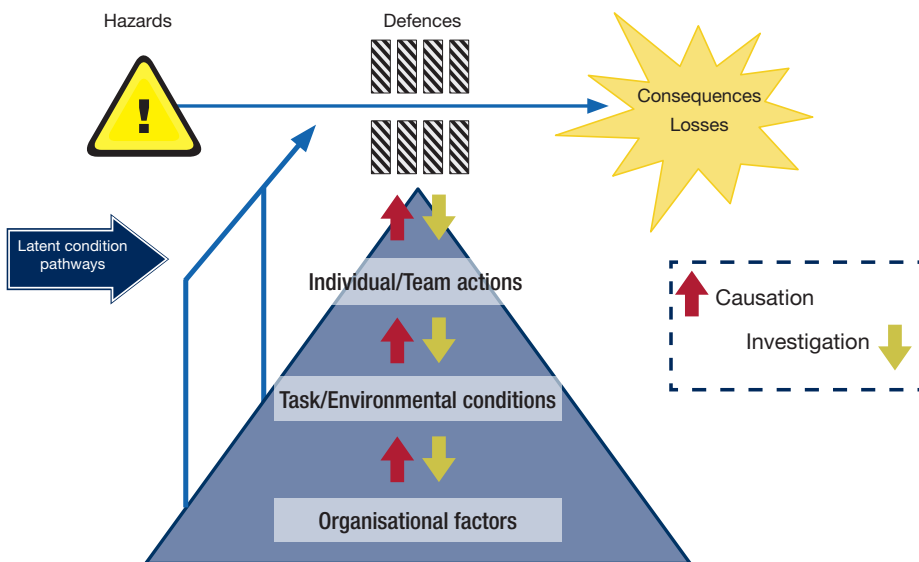 Hazards
Defences
!
Consequences
Losses
Latent condition
pathways
Individual/Team actions
Causation
Investigation
Task/Environmental conditions
Organisational factors